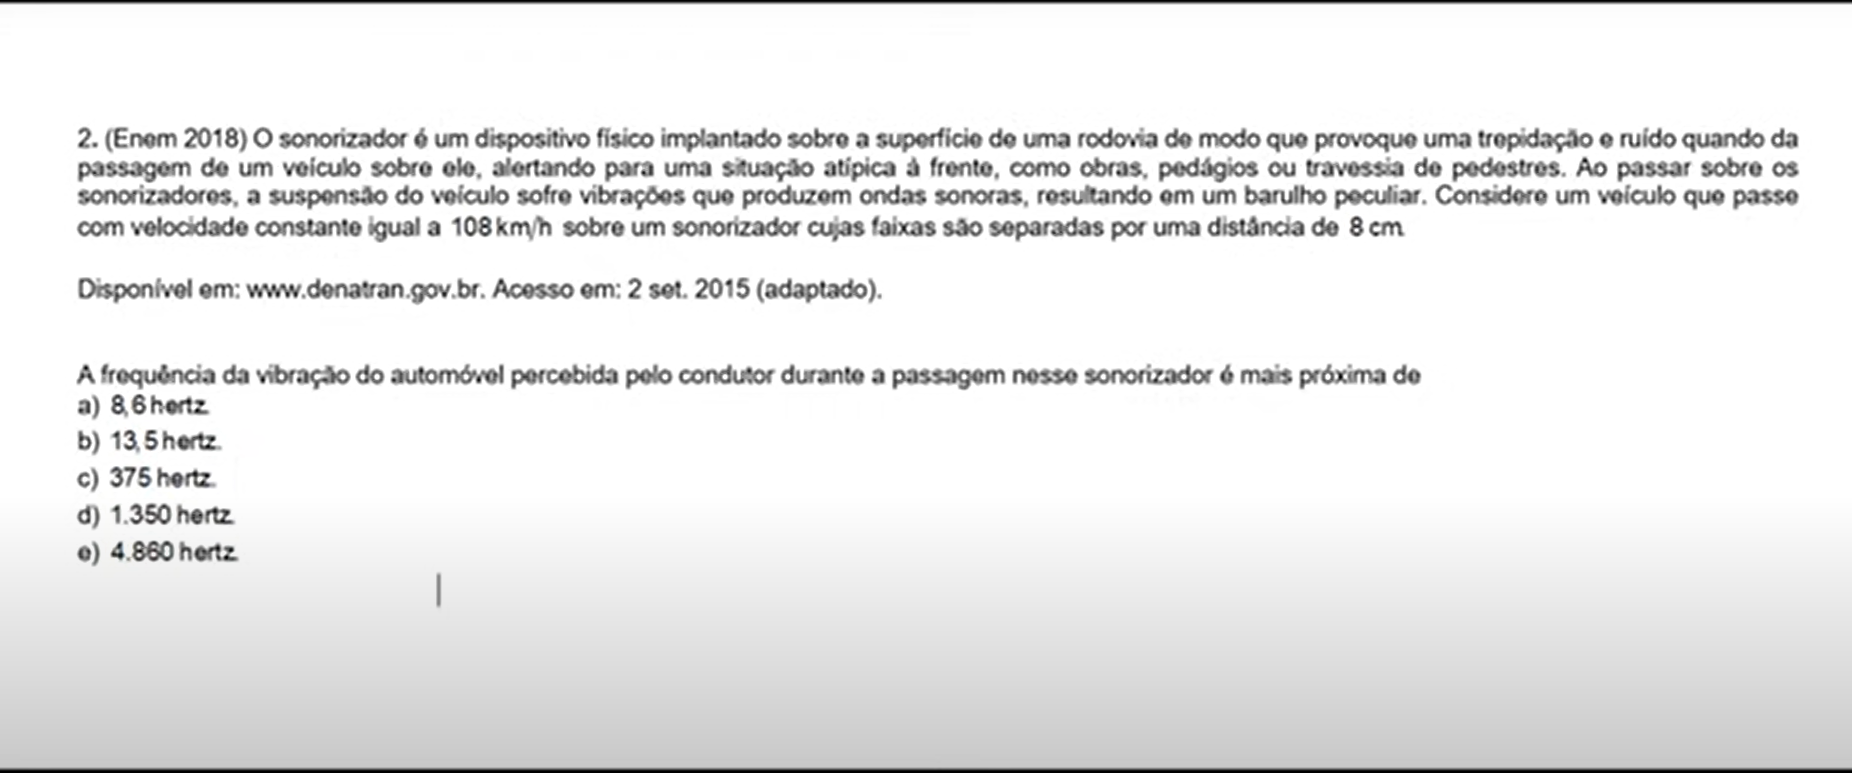 2. (Enem 2018) O sonorizador é um dispositivo físico implantado sobre a superfície de uma rodovia de modo que provoque uma trepidação e ruído quando da
passagem de um veículo sobre ele, alertando para uma situação atípica à frente, como obras, pedágios ou travessia de pedestres. Ao passar sobre os
sonorizadores, a suspensão do veículo sofre vibrações que produzem ondas sonoras, resultando em um barulho peculiar. Considere um veículo que passe
com velocidade constante igual a 108 km/h sobre um sonorizador cujas faixas são separadas por uma distância de 8 cm.
Disponível em: www.denatran.gov.br. Acesso em: 2 set. 2015 (adaptado).
A frequência da vibração do automóvel percebida pelo condutor durante a passagem nesse sonorizador é mais próxima de
a) 8,6 hertz.
b) 13,5 hertz.
c) 375 hertz.
d) 1.350 hertz.
e) 4.860 hertz.